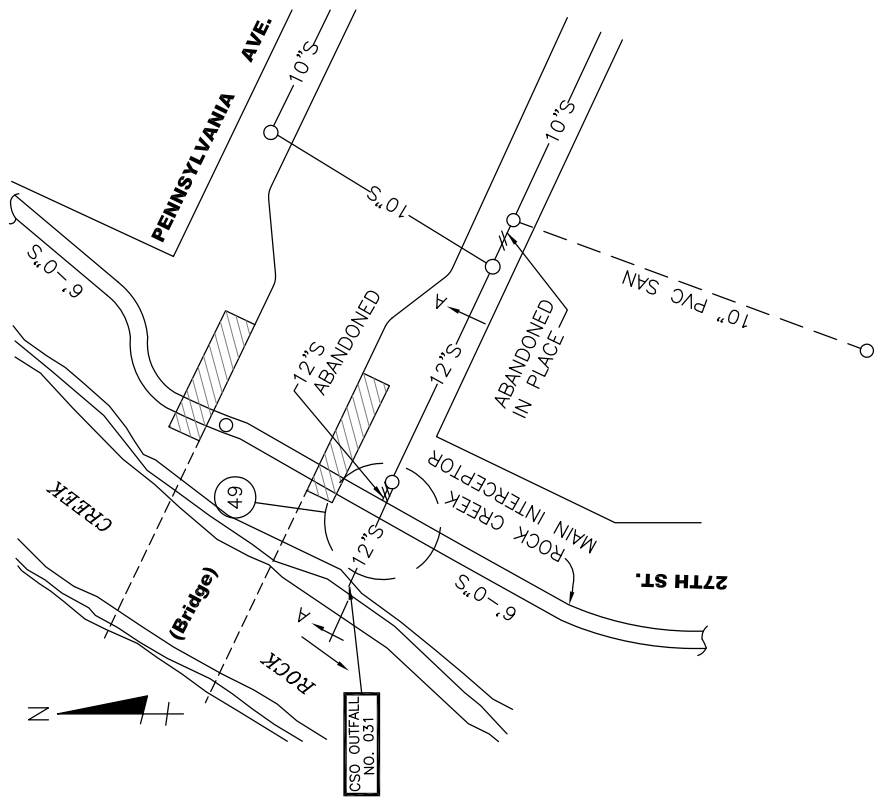 PENNSYLVANIA AVE.
10"S
10"S
10"S
6'-0"S
12"S
ABANDONED
A
12"S
ABANDONED
IN PLACE
10" PVC SAN
CREEK
49
(Bridge)
12"S
ROCK CREEK
MAIN INTERCEPTOR
A
6'-0"S
27TH ST.
ROCK
N
CSO OUTFALL
NO. 031